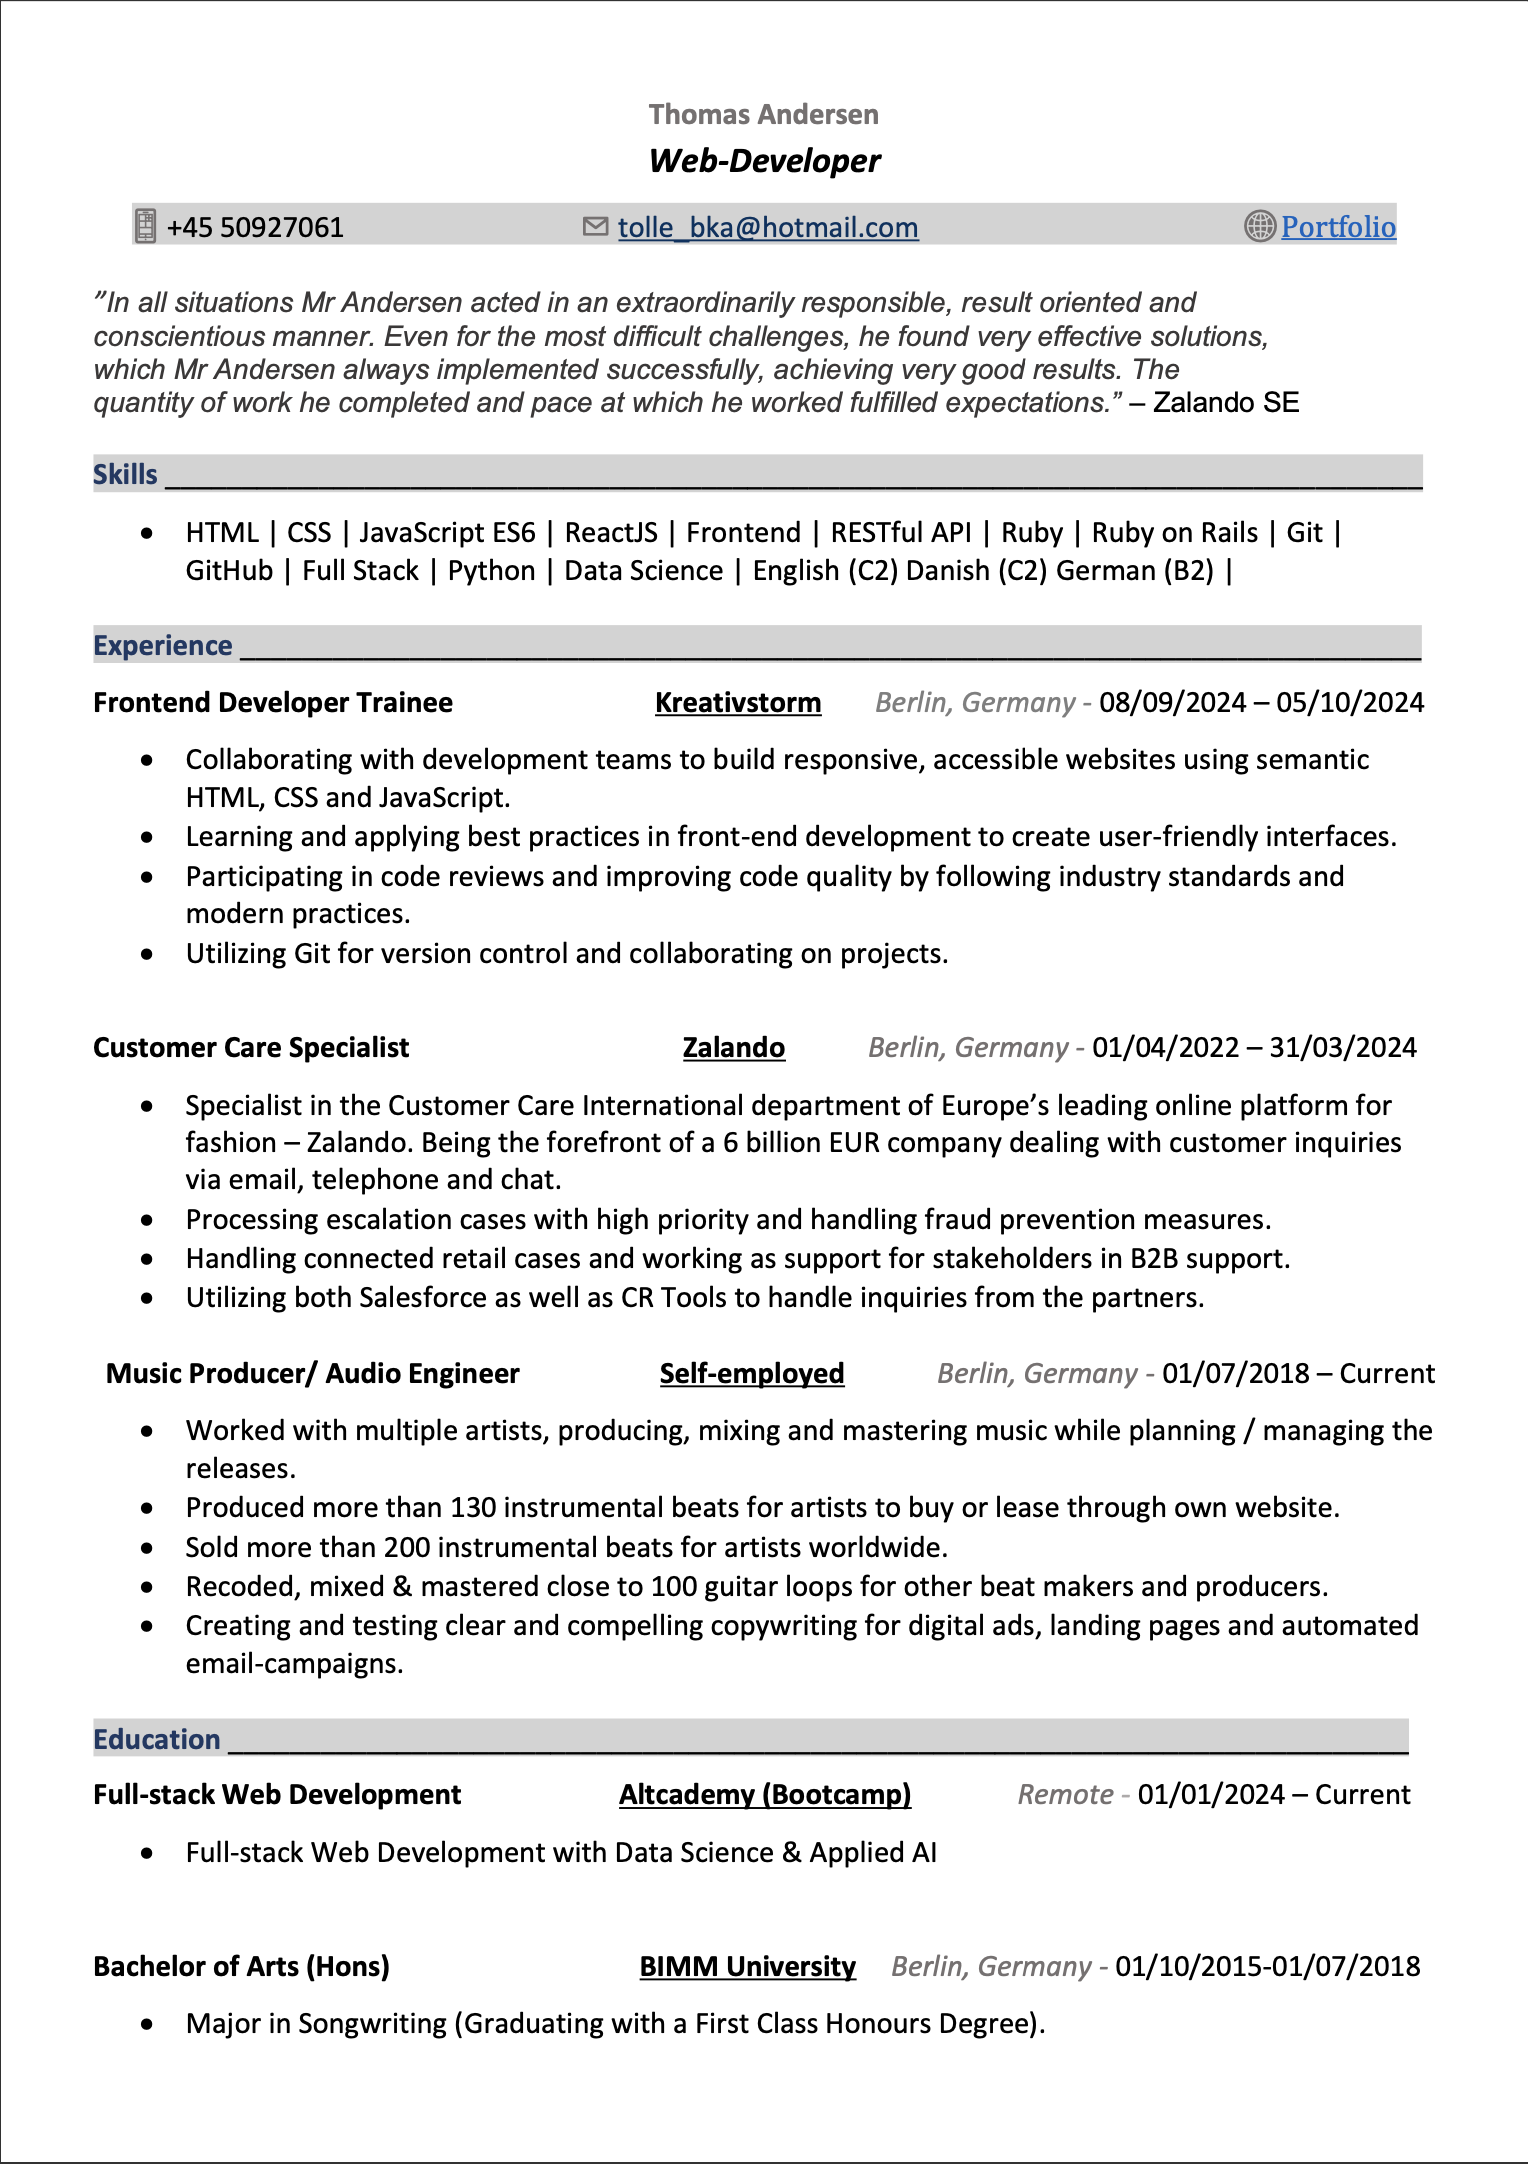 Thomas Andersen
Web-Developer
+45 50927061 tolle_bka@hotmail.com Portfolio
”In all situations Mr Andersen acted in an extraordinarily responsible, result oriented and
conscientious manner. Even for the most difficult challenges, he found very effective solutions,
which Mr Andersen always implemented successfully, achieving very good results. The
quantity of work he completed and pace at which he worked fulfilled expectations.” – Zalando SE
Skills
• HTML | CSS | JavaScript ES6 | ReactJS | Frontend | RESTful API | Ruby | Ruby on Rails | Git |
GitHub | Full Stack | Python | Data Science | English (C2) Danish (C2) German (B2) |
Experience
Frontend Developer Trainee Kreativstorm Berlin, Germany - 08/09/2024 – 05/10/2024
• Collaborating with development teams to build responsive, accessible websites using semantic
HTML, CSS and JavaScript.
• Learning and applying best practices in front-end development to create user-friendly interfaces.
• Participating in code reviews and improving code quality by following industry standards and
modern practices.
• Utilizing Git for version control and collaborating on projects.
Customer Care Specialist Zalando Berlin, Germany - 01/04/2022 – 31/03/2024
• Specialist in the Customer Care International department of Europe’s leading online platform for
fashion – Zalando. Being the forefront of a 6 billion EUR company dealing with customer inquiries
via email, telephone and chat.
• Processing escalation cases with high priority and handling fraud prevention measures.
• Handling connected retail cases and working as support for stakeholders in B2B support.
• Utilizing both Salesforce as well as CR Tools to handle inquiries from the partners.
Music Producer/ Audio Engineer Self-employed Berlin, Germany - 01/07/2018 – Current
• Worked with multiple artists, producing, mixing and mastering music while planning / managing the
releases.
• Produced more than 130 instrumental beats for artists to buy or lease through own website.
• Sold more than 200 instrumental beats for artists worldwide.
• Recoded, mixed & mastered close to 100 guitar loops for other beat makers and producers.
• Creating and testing clear and compelling copywriting for digital ads, landing pages and automated
email-campaigns.
Education
Full-stack Web Development Altcademy (Bootcamp) Remote - 01/01/2024 – Current
• Full-stack Web Development with Data Science & Applied AI
Bachelor of Arts (Hons) BIMM University Berlin, Germany - 01/10/2015-01/07/2018
• Major in Songwriting (Graduating with a First Class Honours Degree).